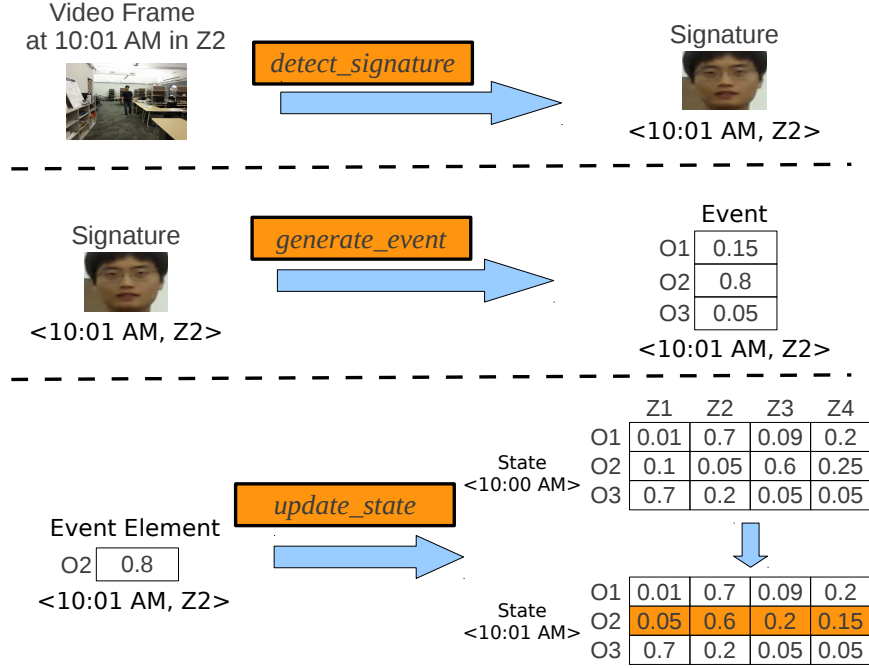 Video Frame
at 10:01 AM in Z2
detect_signature
Signature
<10:01 AM, Z2>
Signature
<10:01 AM, Z2>
generate_event
Event
O1 0.15
O2 0.8
O3 0.05
<10:01 AM, Z2>
Event Element
O2 0.8
<10:01 AM, Z2>
update_state
State
<10:00 AM>
Z1 Z2 Z3 Z4
O1 0.01 0.7 0.09 0.2
O2 0.1 0.05 0.6 0.25
O3 0.7 0.2 0.05 0.05
State
<10:01 AM>
O1 0.01 0.7 0.09 0.2
O2 0.05 0.6 0.2 0.15
O3 0.7 0.2 0.05 0.05